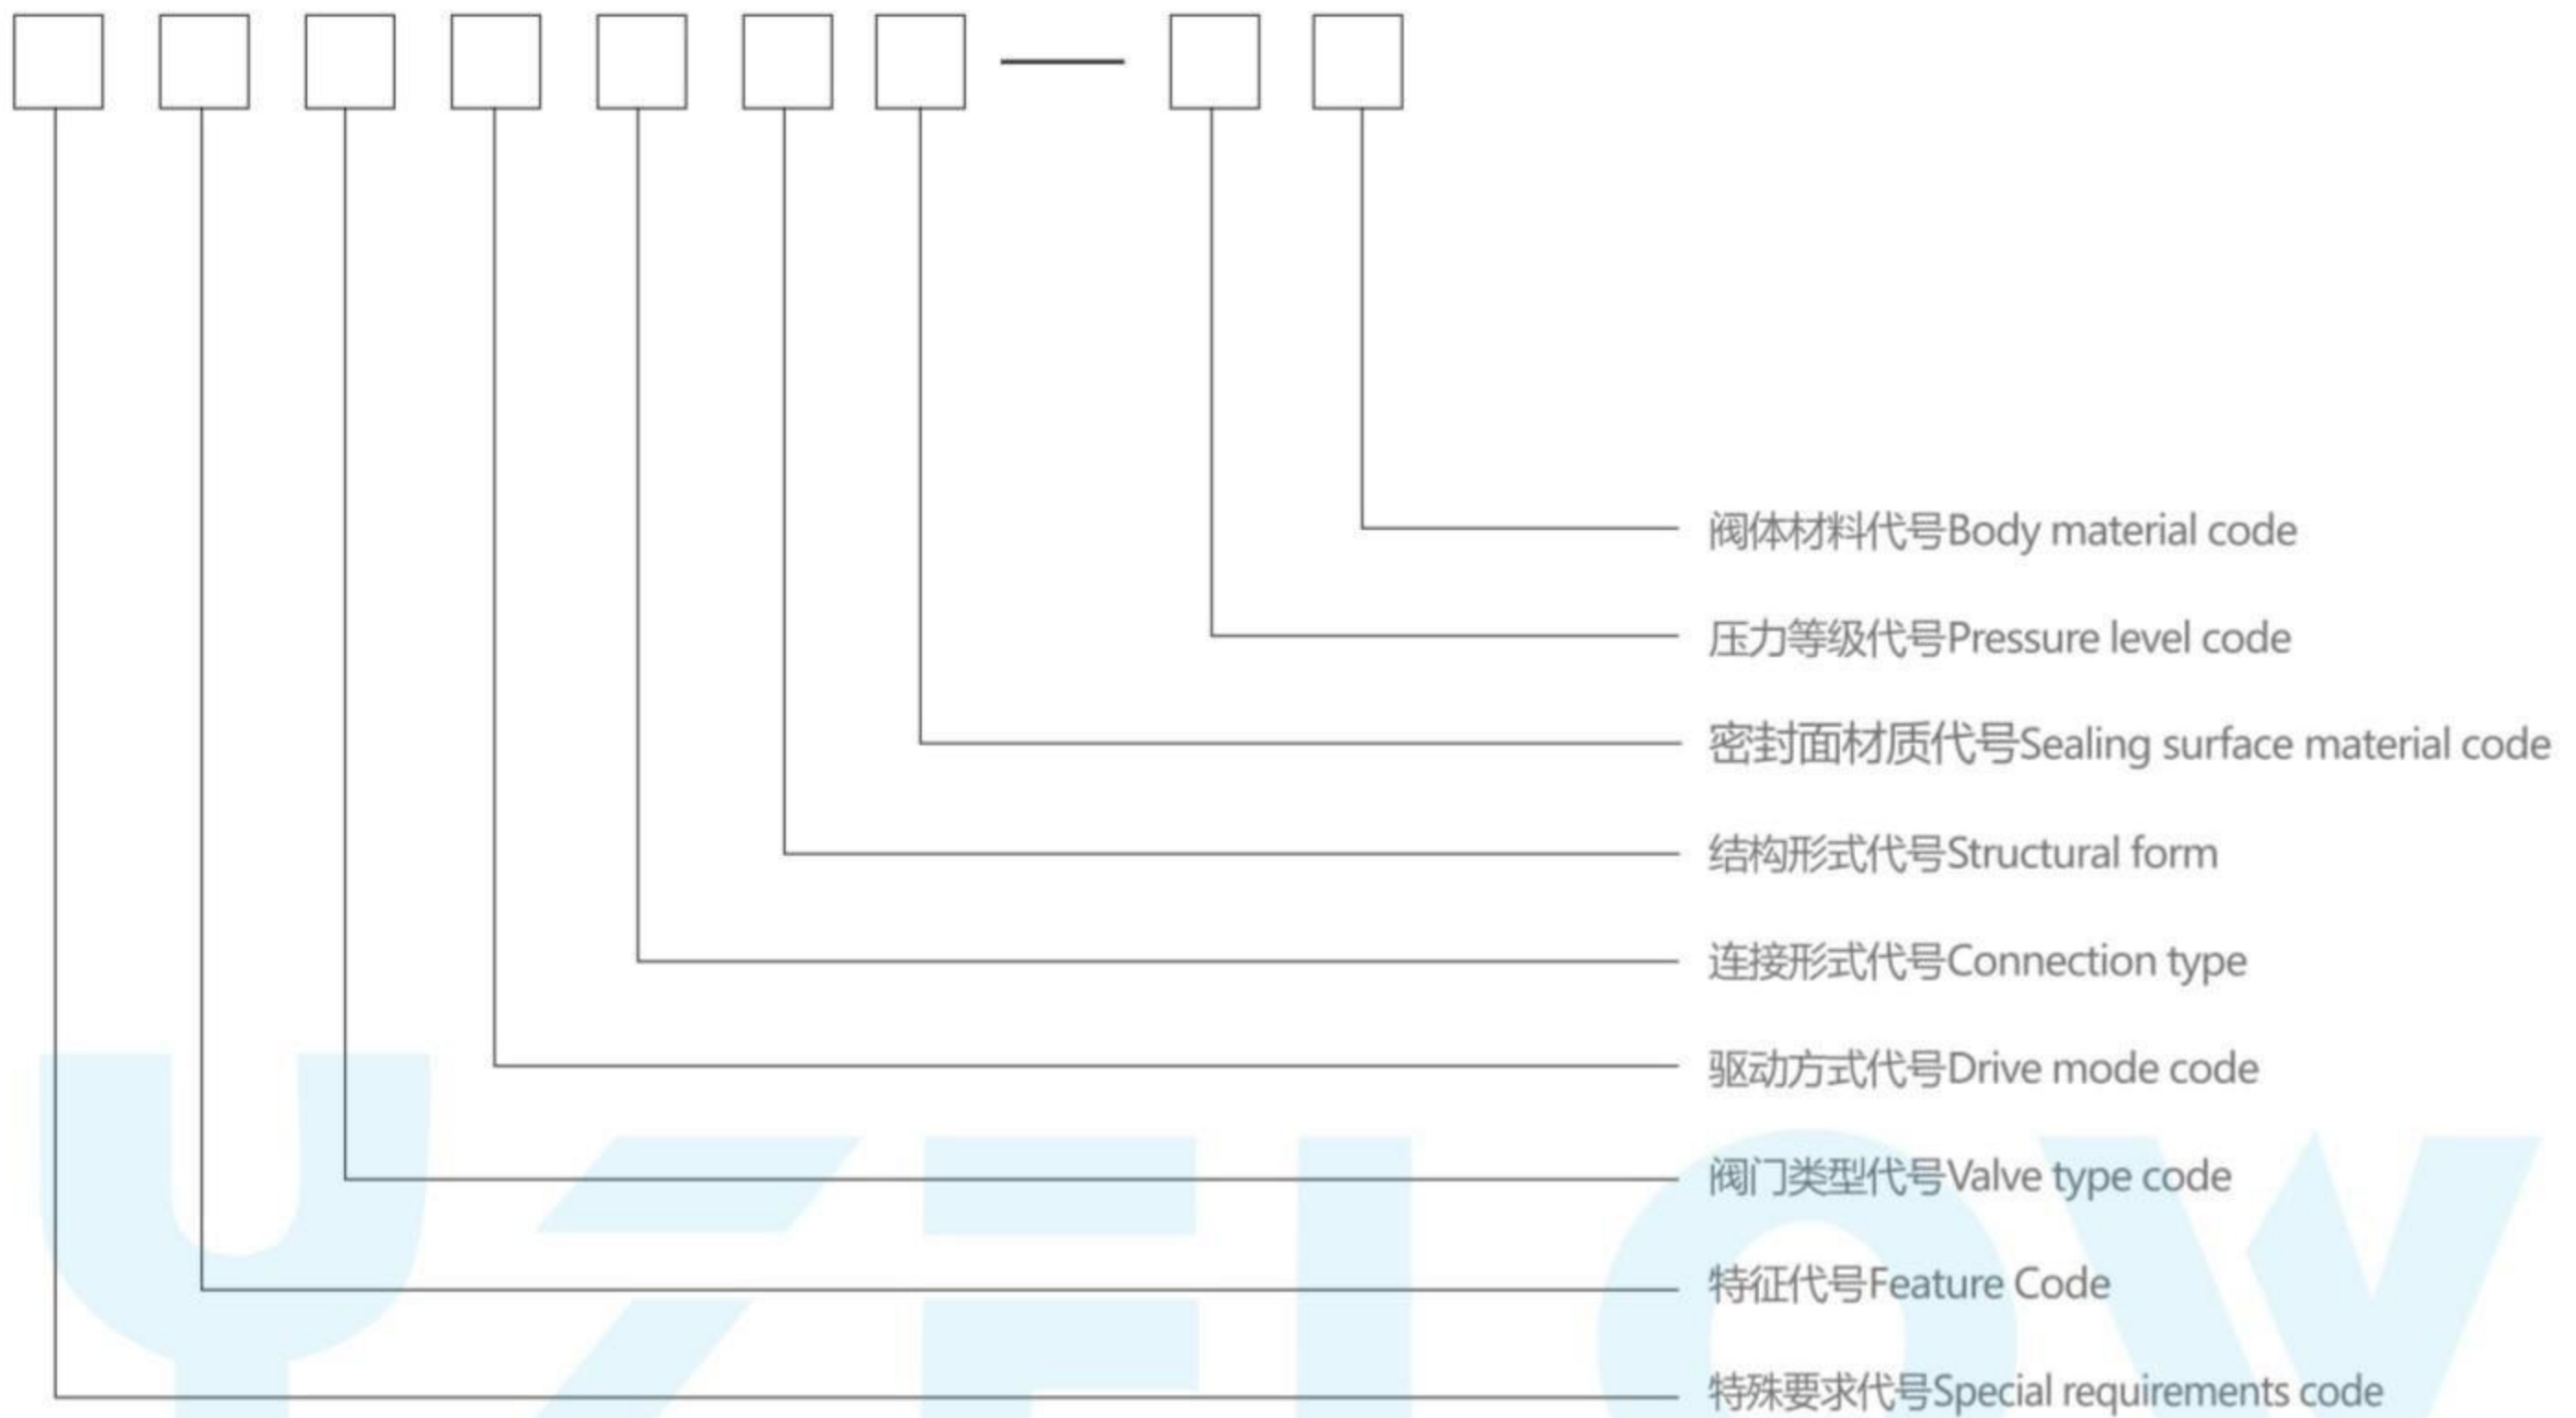 阀体材料代号Body material code
压力等级代号Pressure level code
密封面材质代号Sealing surface material code
结构形式代号Structural form
连接形式代号Connection type
驱动方式代号Drive mode code
阀门类型代号Valve type code
特征代号Feature Code
特殊要求代号Special requirements code